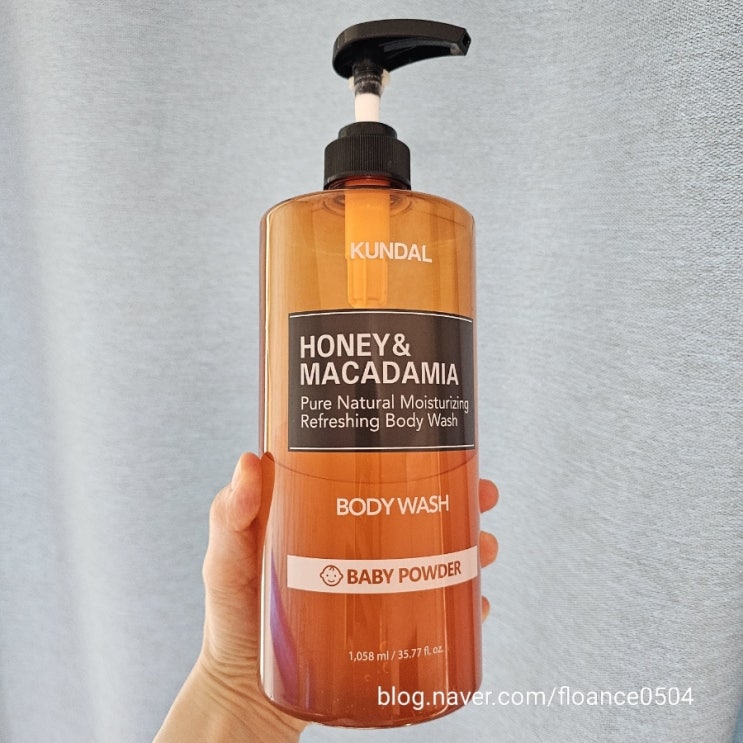 KUNDAL
HONEY&
MACADAMIA
Pure Natural Moisturizing
Refreshing Body Wash
BODY WASH
BABY POWDER
1,058 ml / 35.77 fl. oz.
blog.naver.com/floance0504